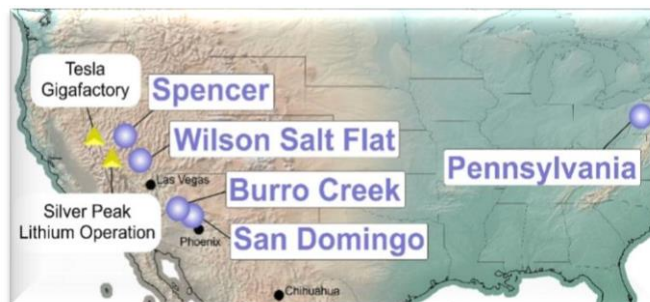 Tesla
Gigafactory
Spencer
Wilson Salt Flat
Pennsylvania
Las Vegas
Burro Creek
Silver Peak
Lithium Operation
Phoenix
San Domingo
Chihuahua